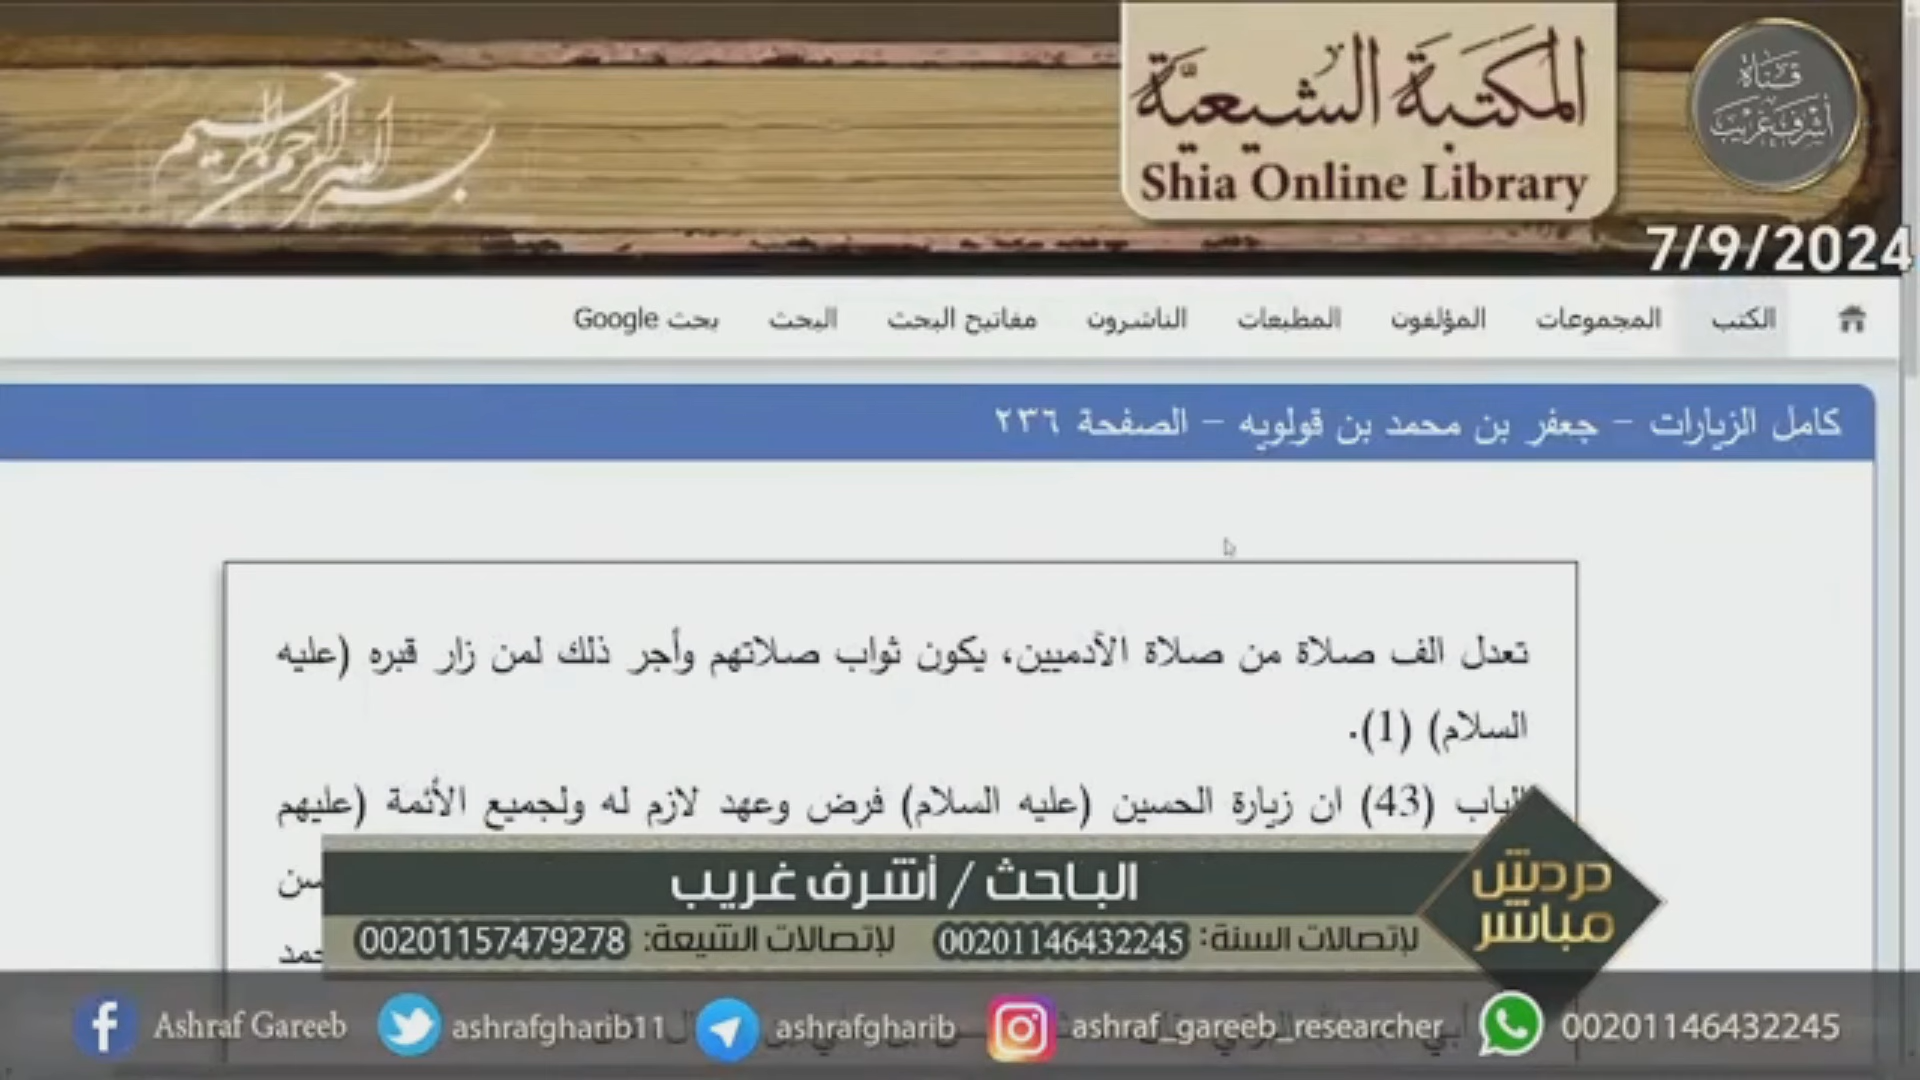 بسم الله الرحمن الرحيم
المكتبة الشيعية
Shia Online Library
قناة
أشرف غريب
7/9/2024
الكتب المجموعات المؤلفون المطبعات الناشرون مفاتيح البحث البحث بحث Google
كامل الزيارات - جعفر بن محمد بن قولويه - الصفحة ٢٣٦
تعدل الف صلاة من صلاة الآدميين، يكون ثواب صلاتهم وأجر ذلك لمن زار قبره (عليه
السلام) (1).
الباب (43) ان زيارة الحسين (عليه السلام) فرض وعهد لازم له ولجميع الأئمة (عليهم
الباحث / أشرف غريب
لإتصالات السنة: 00201146432245 لإتصالات الشيعة: 00201157479278
دردش
مباشر
Ashraf Gareeb ashrafgharib11 ashrafgharib ashraf_gareeb_researcher 00201146432245